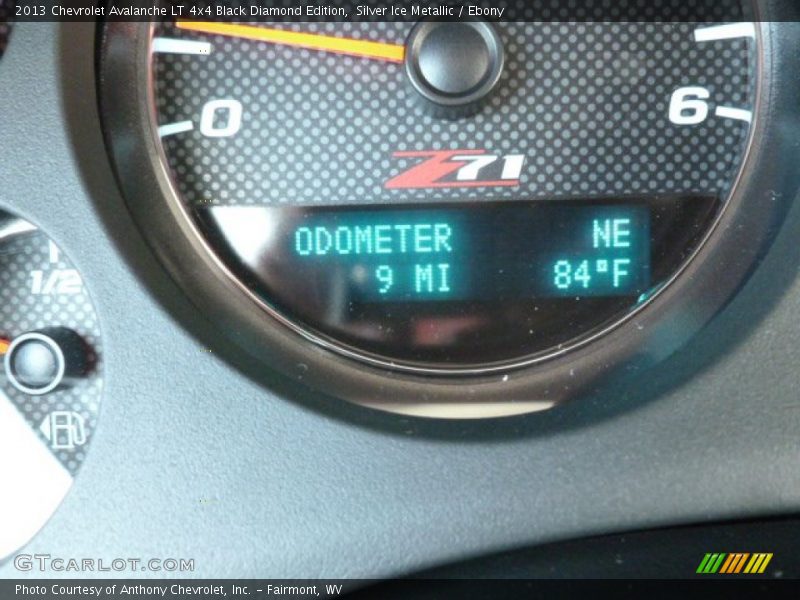 2013 Chevrolet Avalanche LT 4x4 Black Diamond Edition, Silver Ice Metallic / Ebony
0
6
Z71
ODOMETER NE
9 MI 84°F
1/2
GTCARLOT.COM
Photo Courtesy of Anthony Chevrolet, Inc. – Fairmont, WV